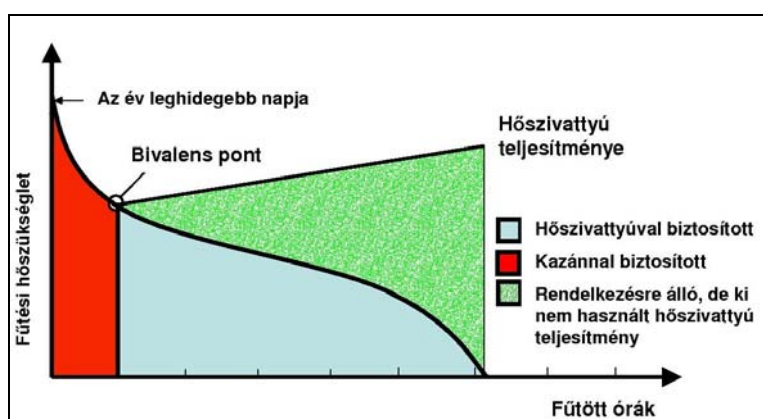 Az év leghidegebb napja
Bivalens pont
Hőszivattyú
teljesítménye
Fűtési hőszükséglet
Hőszivattyúval biztosított
Kazánnal biztosított
Rendelkezésre álló, de ki
nem használt hőszivattyú
teljesítmény
Fűtött órák